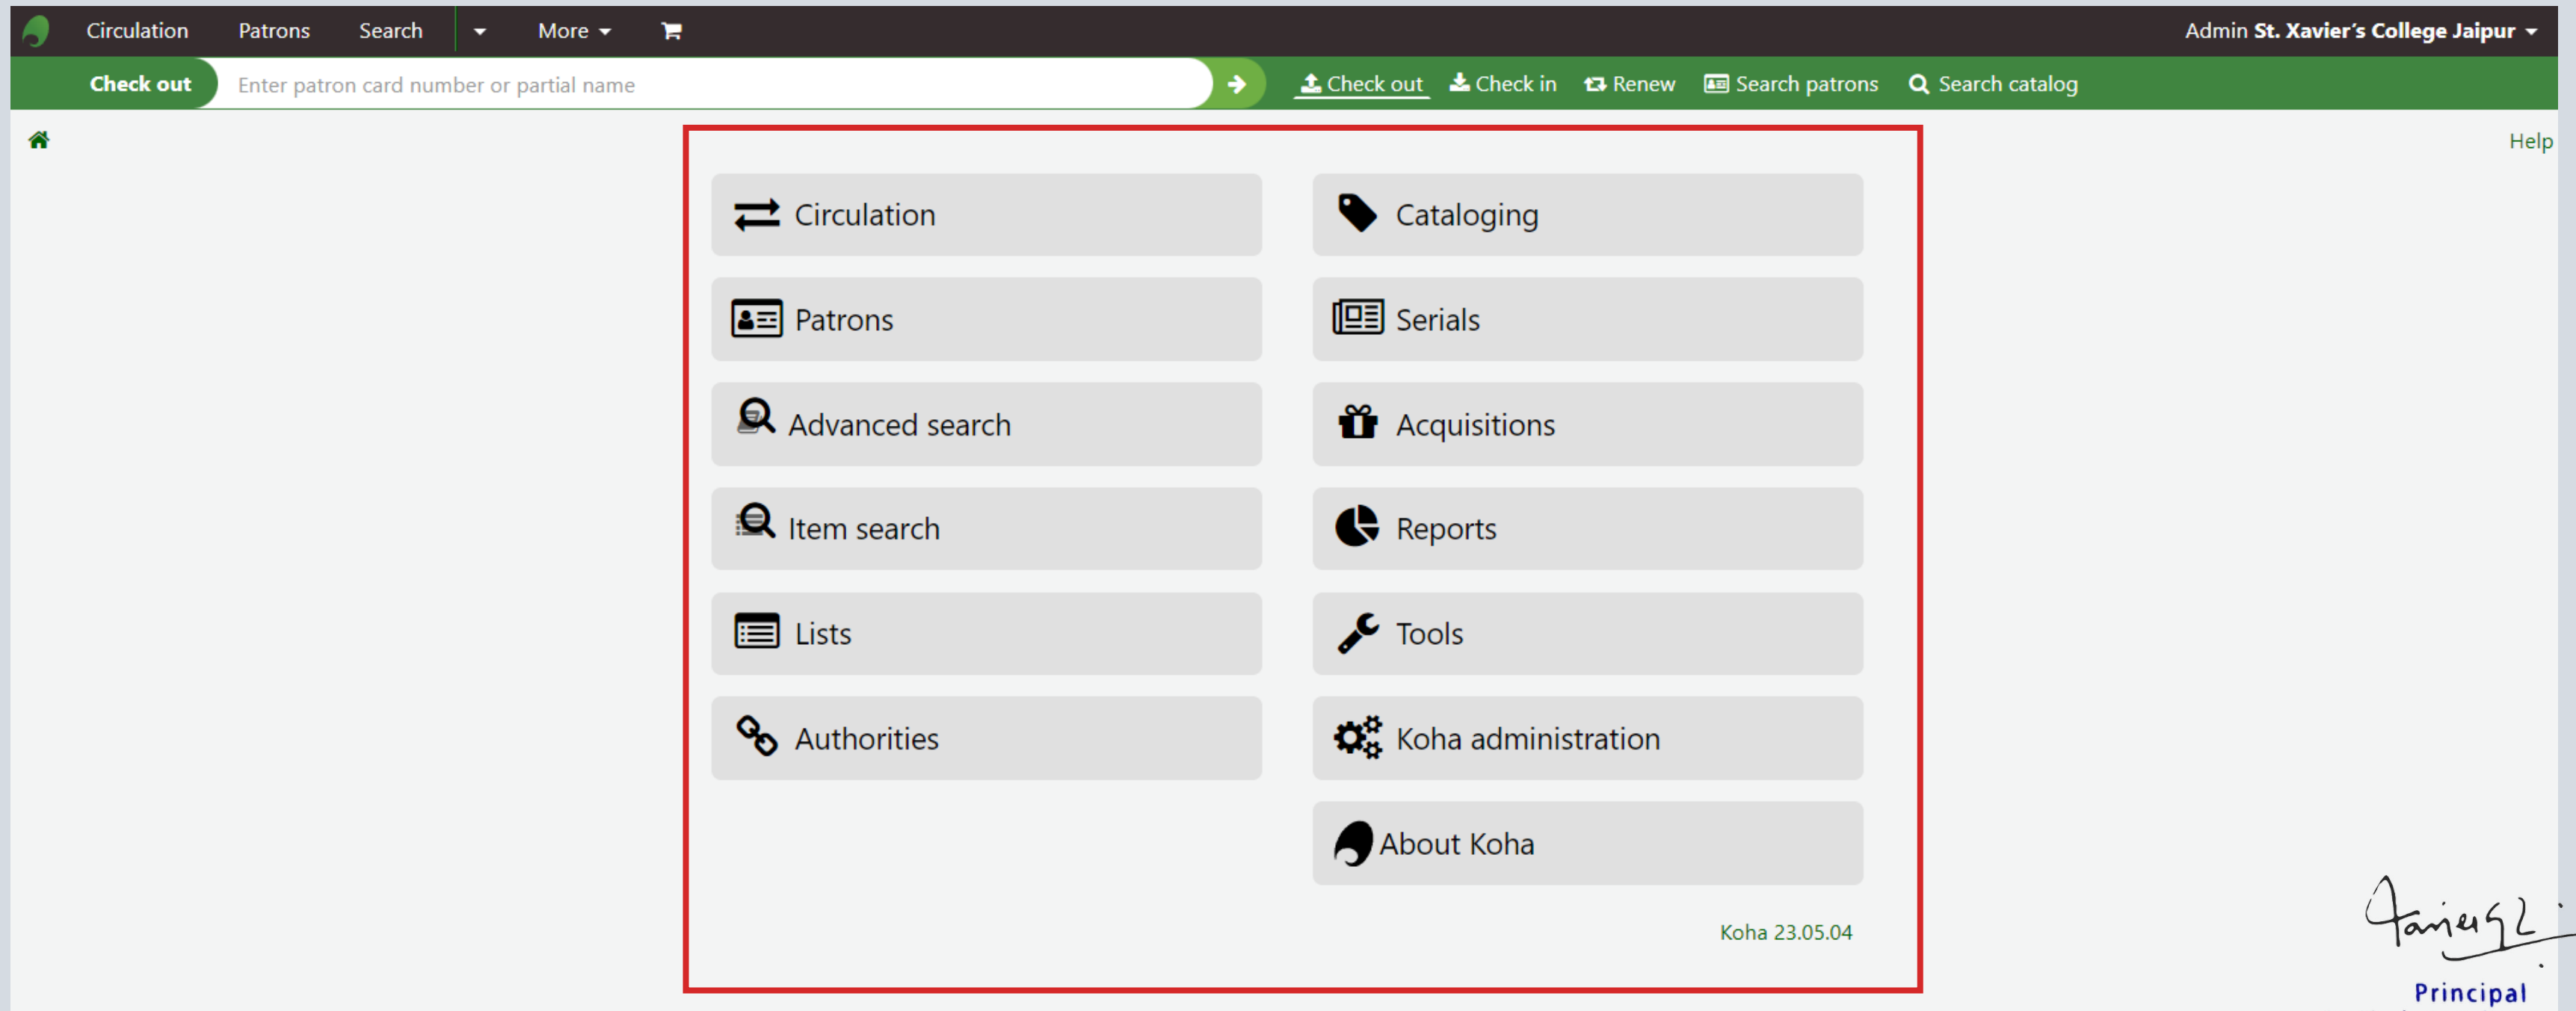 Circulation Patrons Search More Admin St. Xavier's College Jaipur
Check out Enter patron card number or partial name Check out Check in Renew Search patrons Search catalog
Help
Circulation
Cataloging
Patrons
Serials
Advanced search
Acquisitions
Item search
Reports
Lists
Tools
Authorities
Koha administration
About Koha
Koha 23.05.04
Principal